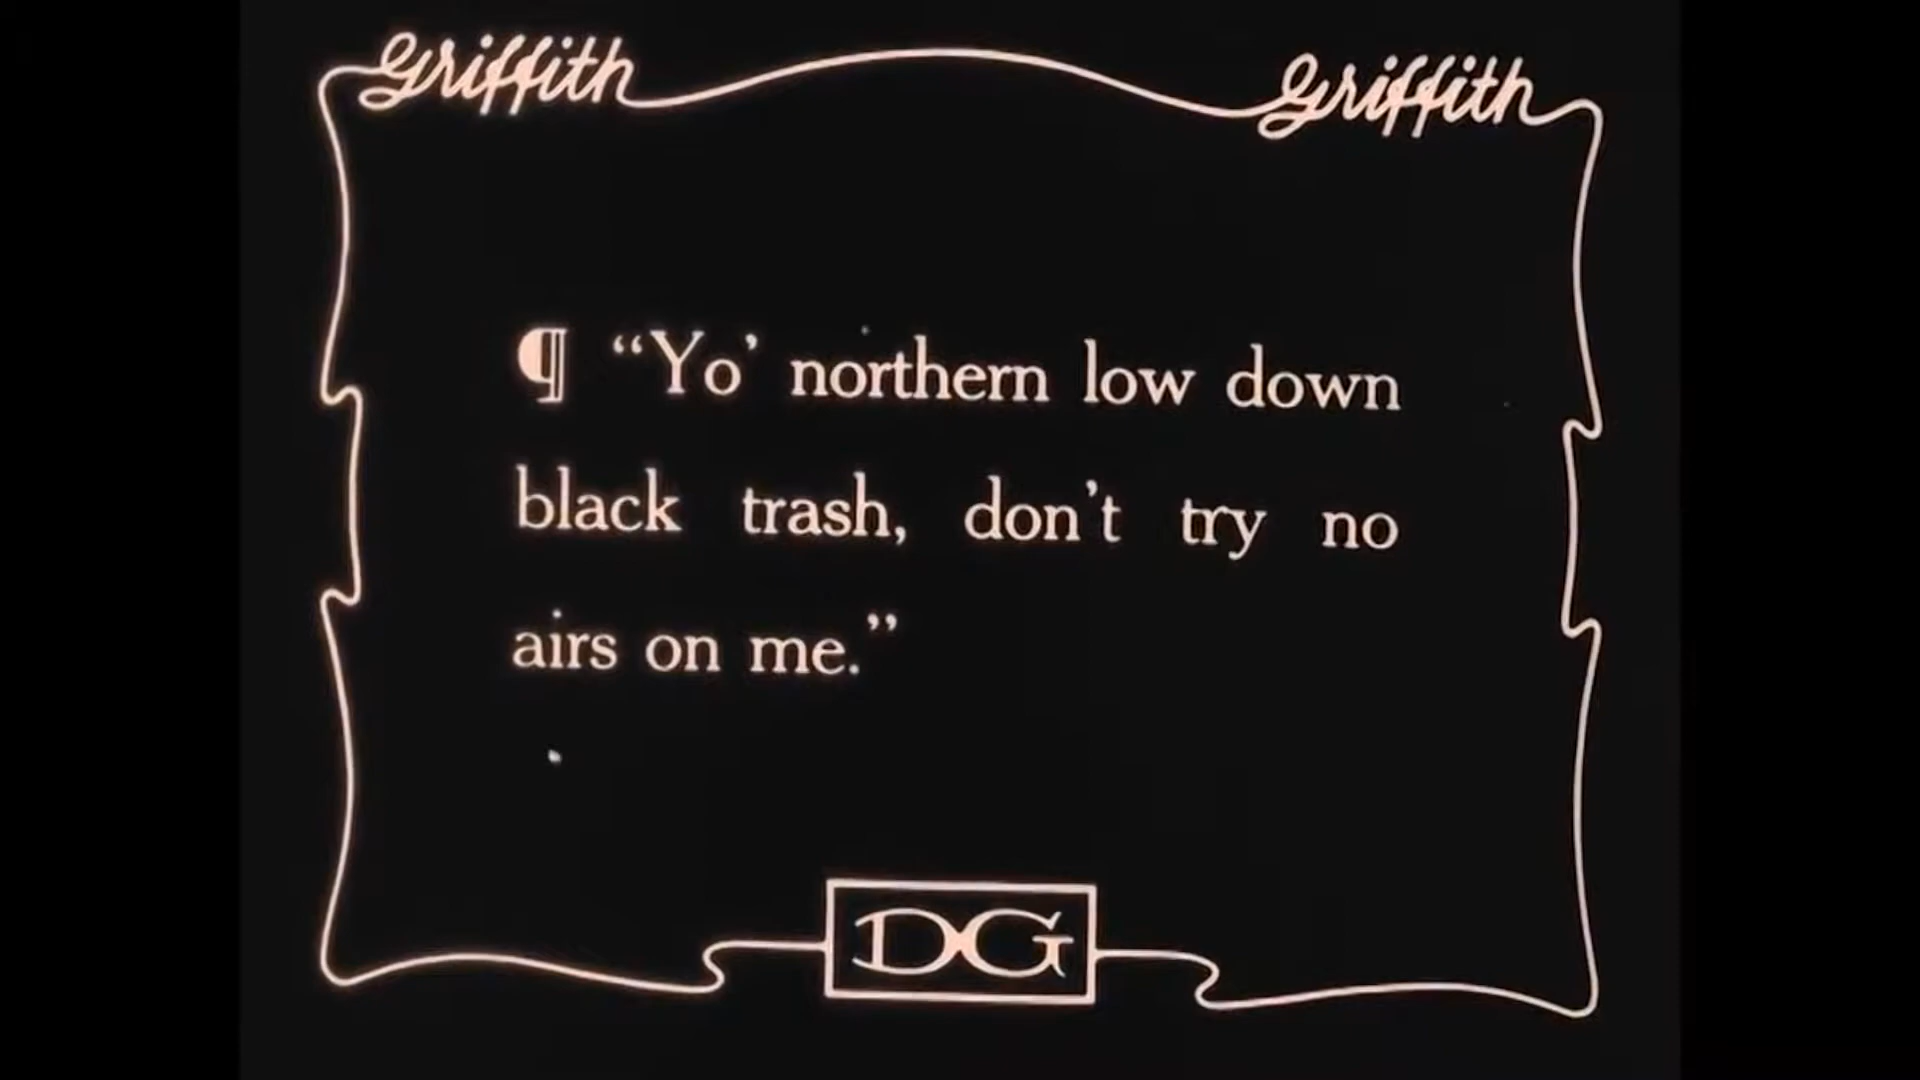 Griffith Griffith
¶ “Yo’ northern low down
black trash, don’t try no
airs on me.”
DG